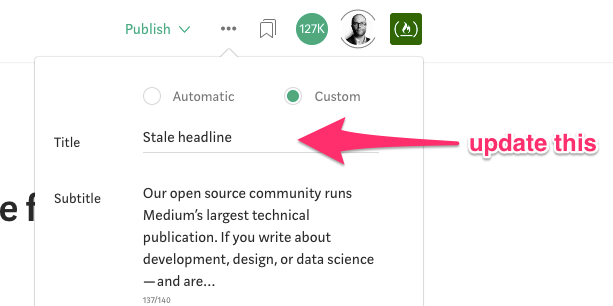 Publish
127K
Automatic
Custom
Title
Stale headline
update this
Subtitle
Our open source community runs
Medium’s largest technical
publication. If you write about
development, design, or data science
—and are...
137/140
e f